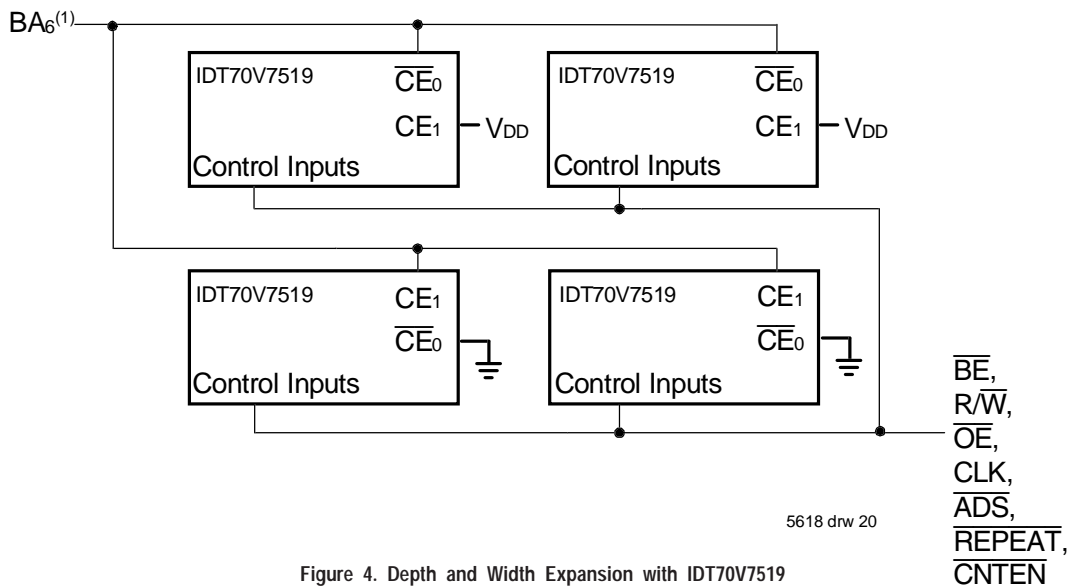 BA6(1)
IDT70V7519
CE0
CE1
VDD
Control Inputs
IDT70V7519
CE0
CE1
VDD
Control Inputs
IDT70V7519
CE1
CE0
Control Inputs
IDT70V7519
CE1
CE0
Control Inputs
BE,
R/W,
OE,
CLK,
ADS,
REPEAT,
CNTEN
5618 drw 20
Figure 4. Depth and Width Expansion with IDT70V7519